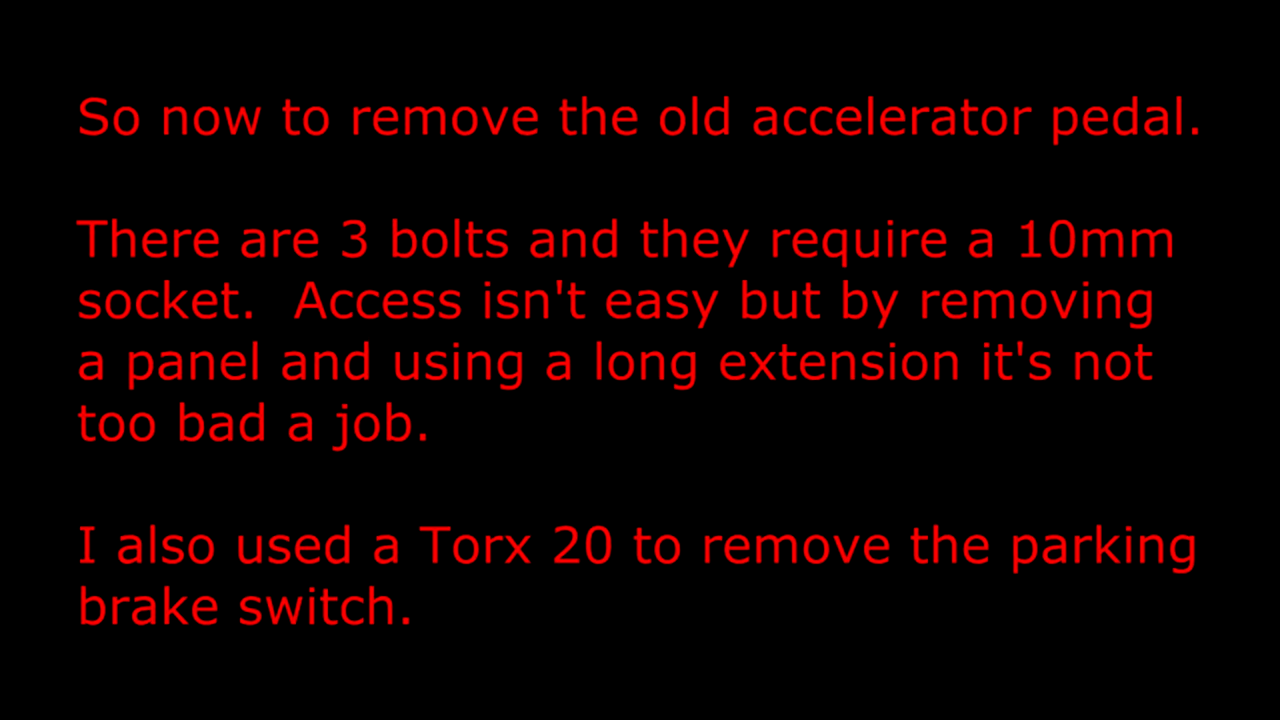 So now to remove the old accelerator pedal.
There are 3 bolts and they require a 10mm
socket.  Access isn't easy but by removing
a panel and using a long extension it's not
too bad a job.
I also used a Torx 20 to remove the parking
brake switch.